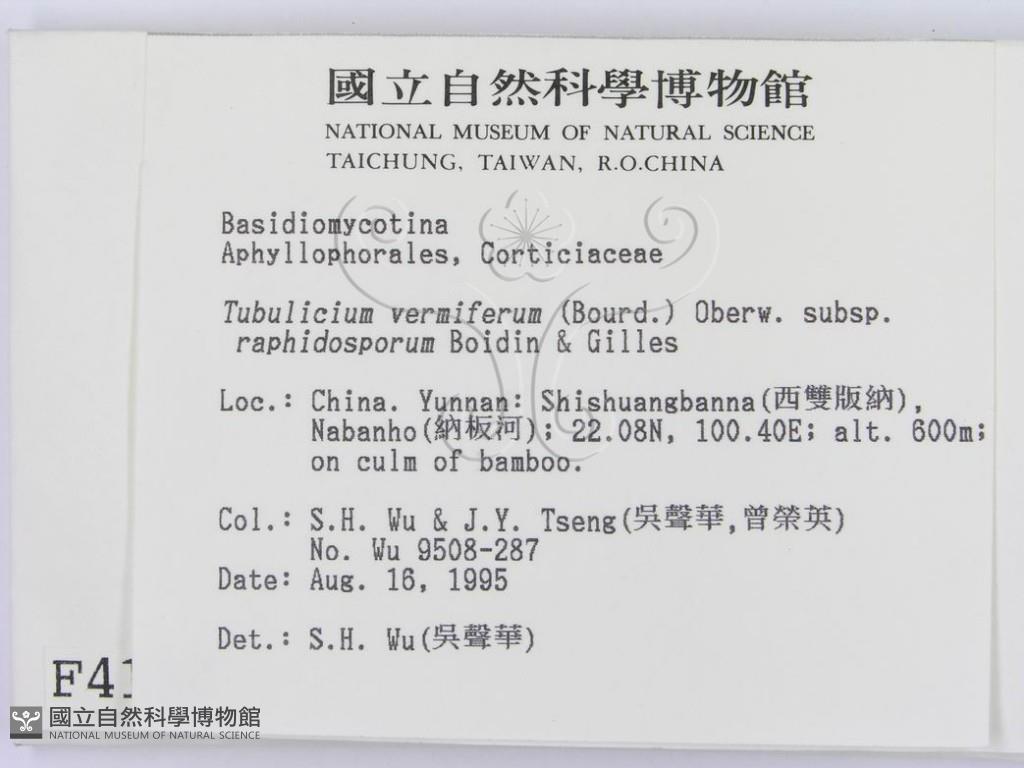 國立自然科學博物館
NATIONAL MUSEUM OF NATURAL SCIENCE
TAICHUNG, TAIWAN, R.O.CHINA
Basidiomycotina
Aphyllophorales, Corticiaceae
Tubulicium vermiferum (Bourd.) Oberw. subsp.
raphidosporum Boidin & Gilles
Loc.: China. Yunnan: Shishuangbanna(西雙版納),
Nabanho(納板河); 22.08N, 100.40E; alt. 600m;
on culm of bamboo.
Col.: S.H. Wu & J.Y. Tseng(吳聲華,曾榮英)
No. Wu 9508-287
Date: Aug. 16, 1995
Det.: S.H. Wu(吳聲華)
F41
國立自然科學博物館
NATIONAL MUSEUM OF NATURAL SCIENCE